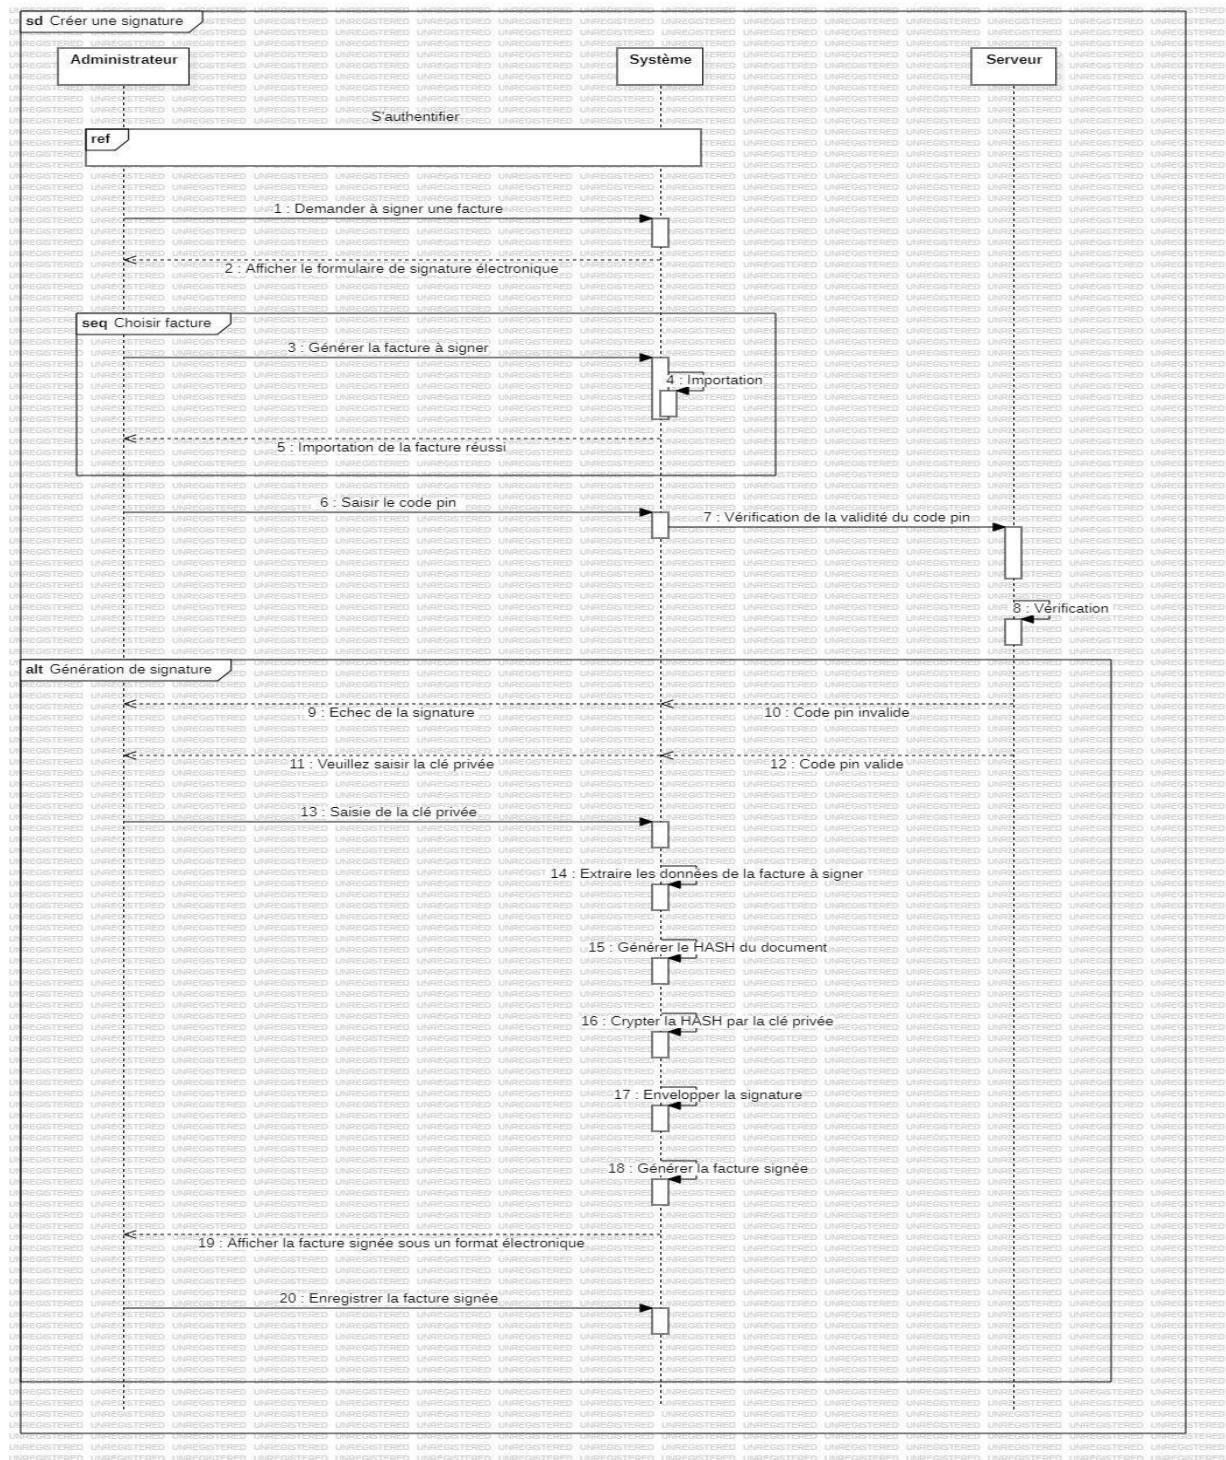 sd Créer une signature
Administrateur
Système
Serveur
S'authentifier
ref
1 : Demander à signer une facture
2 : Afficher le formulaire de signature électronique
seq Choisir facture
3 : Générer la facture à signer
4 : Importation
5 : Importation de la facture réussi
6 : Saisir le code pin
7 : Vérification de la validité du code pin
8 : Vérification
alt Génération de signature
9 : Echec de la signature
10 : Code pin invalide
11 : Veuillez saisir la clé privée
12 : Code pin valide
13 : Saisie de la clé privée
14 : Extraire les données de la facture à signer
15 : Générer le HASH du document
16 : Crypter la HASH par la clé privée
17 : Envelopper la signature
18 : Générer la facture signée
19 : Afficher la facture signée sous un format électronique
20 : Enregistrer la facture signée
UNREGISTERED